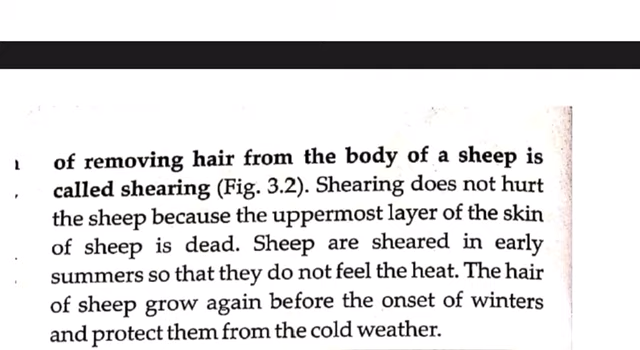 of removing hair from the body of a sheep is
called shearing (Fig. 3.2). Shearing does not hurt
the sheep because the uppermost layer of the skin
of sheep is dead. Sheep are sheared in early
summers so that they do not feel the heat. The hair
of sheep grow again before the onset of winters
and protect them from the cold weather.